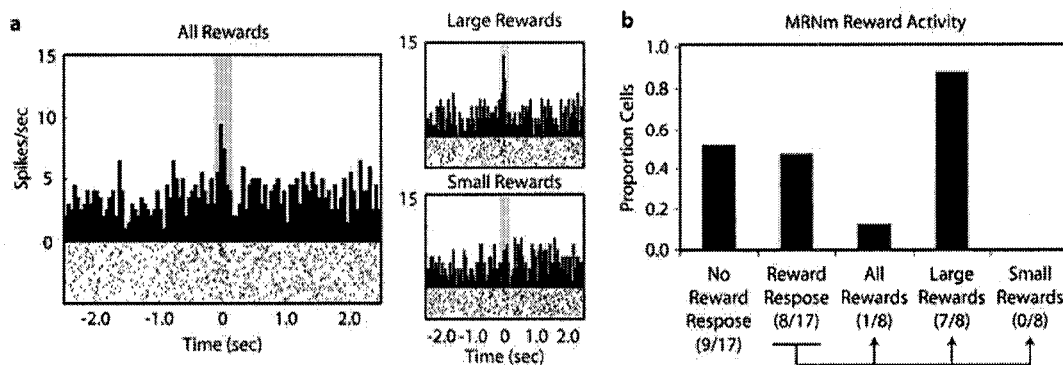 a
All Rewards
Spikes/sec
15
10
5
0
-2.0 -1.0 0 1.0 2.0
Time (sec)
Large Rewards
15
Small Rewards
15
-2.0 -1.0 0 1.0 2.0
Time (sec)
b
MRNm Reward Activity
Proportion Cells
1.0
0.8
0.6
0.4
0.2
0.0
No Reward Respose (9/17)
Reward Respose (8/17)
All Rewards (1/8)
Large Rewards (7/8)
Small Rewards (0/8)